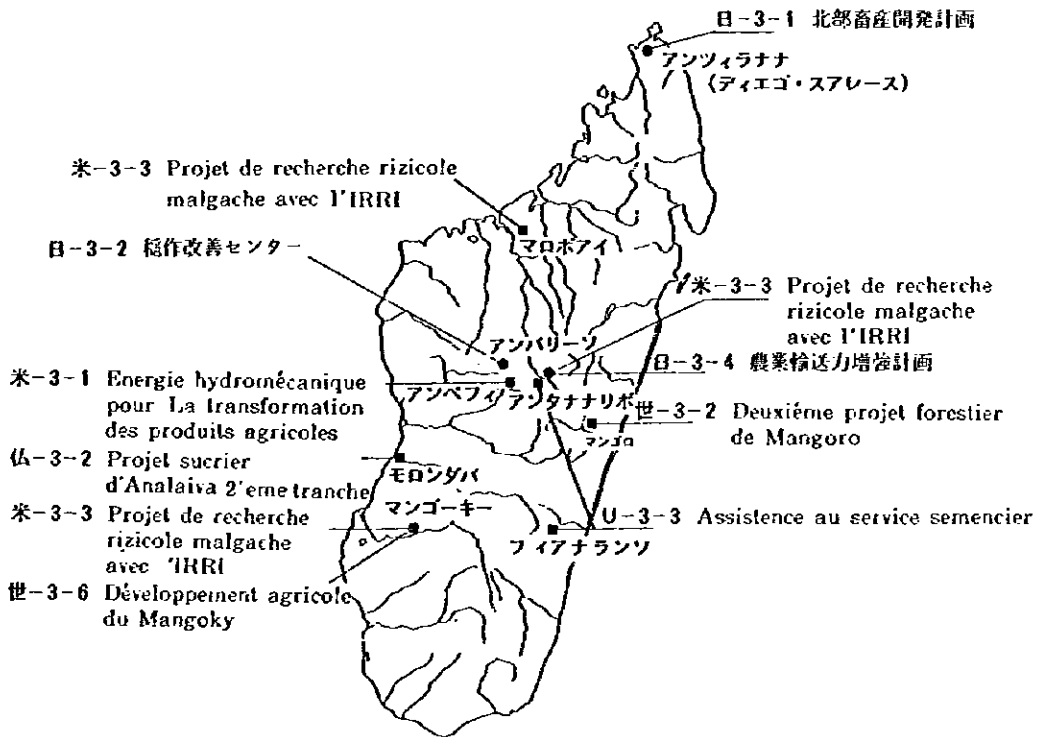 日-3-1 北部畜産開発計画
アンツィラナナ
(ディエゴ・スアレース)
米-3-3 Projet de recherche rizicole
malgache avec l'IRRI
マロボアイ
日-3-2 稲作改善センター
米-3-3 Projet de recherche
rizicole malgache
avec l'IRRI
アンバリーソ
日-3-4 農業輸送力増強計画
米-3-1 Energie hydromécanique
pour La transformation
des produits agricoles
アンペフィ
アンタナナリボ
世-3-2 Deuxiéme projet forestier
de Mangoro
マンゴロ
仏-3-2 Projet sucrier
d'Analaiva 2'eme tranche
モロンダバ
米-3-3 Projet de recherche
rizicole malgache
avec 'IRRI
マンゴーキー
U-3-3 Assistence au service semencier
フィアナランソ
世-3-6 Développement agricole
du Mangoky